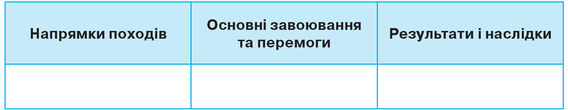 Напрямки походів
Основні завоювання
та перемоги
Результати і наслідки